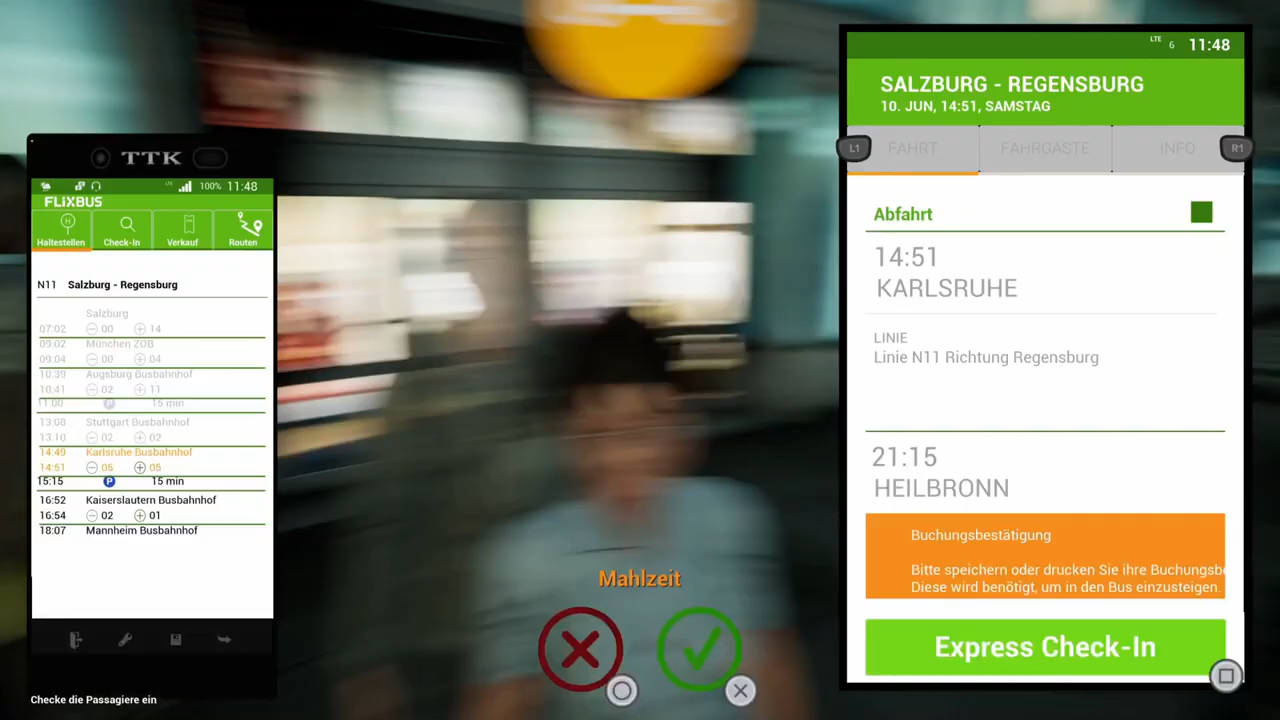 TTK
100% 11:48
FLiXBUS
Haltestellen Check-In Verkauf Routen
N11 Salzburg - Regensburg
Salzburg
07:02 00 14
09:02 München ZOB
09:04 00 04
10:39 Augsburg Busbahnhof
10:41 02 11
11:00 P 15 min
13:08 Stuttgart Busbahnhof
13:10 02 02
14:49 Karlsruhe Busbahnhof
14:51 05 05
15:15 P 15 min
16:52 Kaiserslautern Busbahnhof
16:54 02 01
18:07 Mannheim Busbahnhof
Checke die Passagiere ein
Mahlzeit
LTE 6 11:48
SALZBURG - REGENSBURG
10. JUN, 14:51, SAMSTAG
L1 FAHRT FAHRGÄSTE INFO R1
Abfahrt
14:51
KARLSRUHE
LINIE
Linie N11 Richtung Regensburg
21:15
HEILBRONN
Buchungsbestätigung
Bitte speichern oder drucken Sie ihre Buchungsbe
Diese wird benötigt, um in den Bus einzusteigen.
Express Check-In